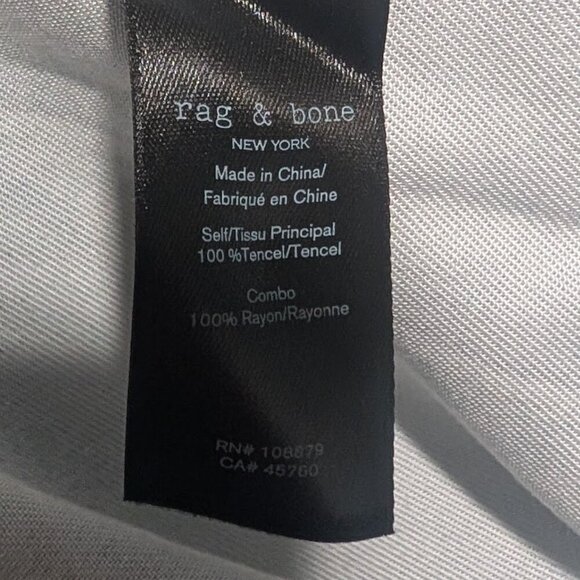 rag & bone
NEW YORK
Made in China/
Fabriqué en Chine
Self/Tissu Principal
100 %Tencel/Tencel
Combo
100% Rayon/Rayonne
RN# 108879
CA# 45760